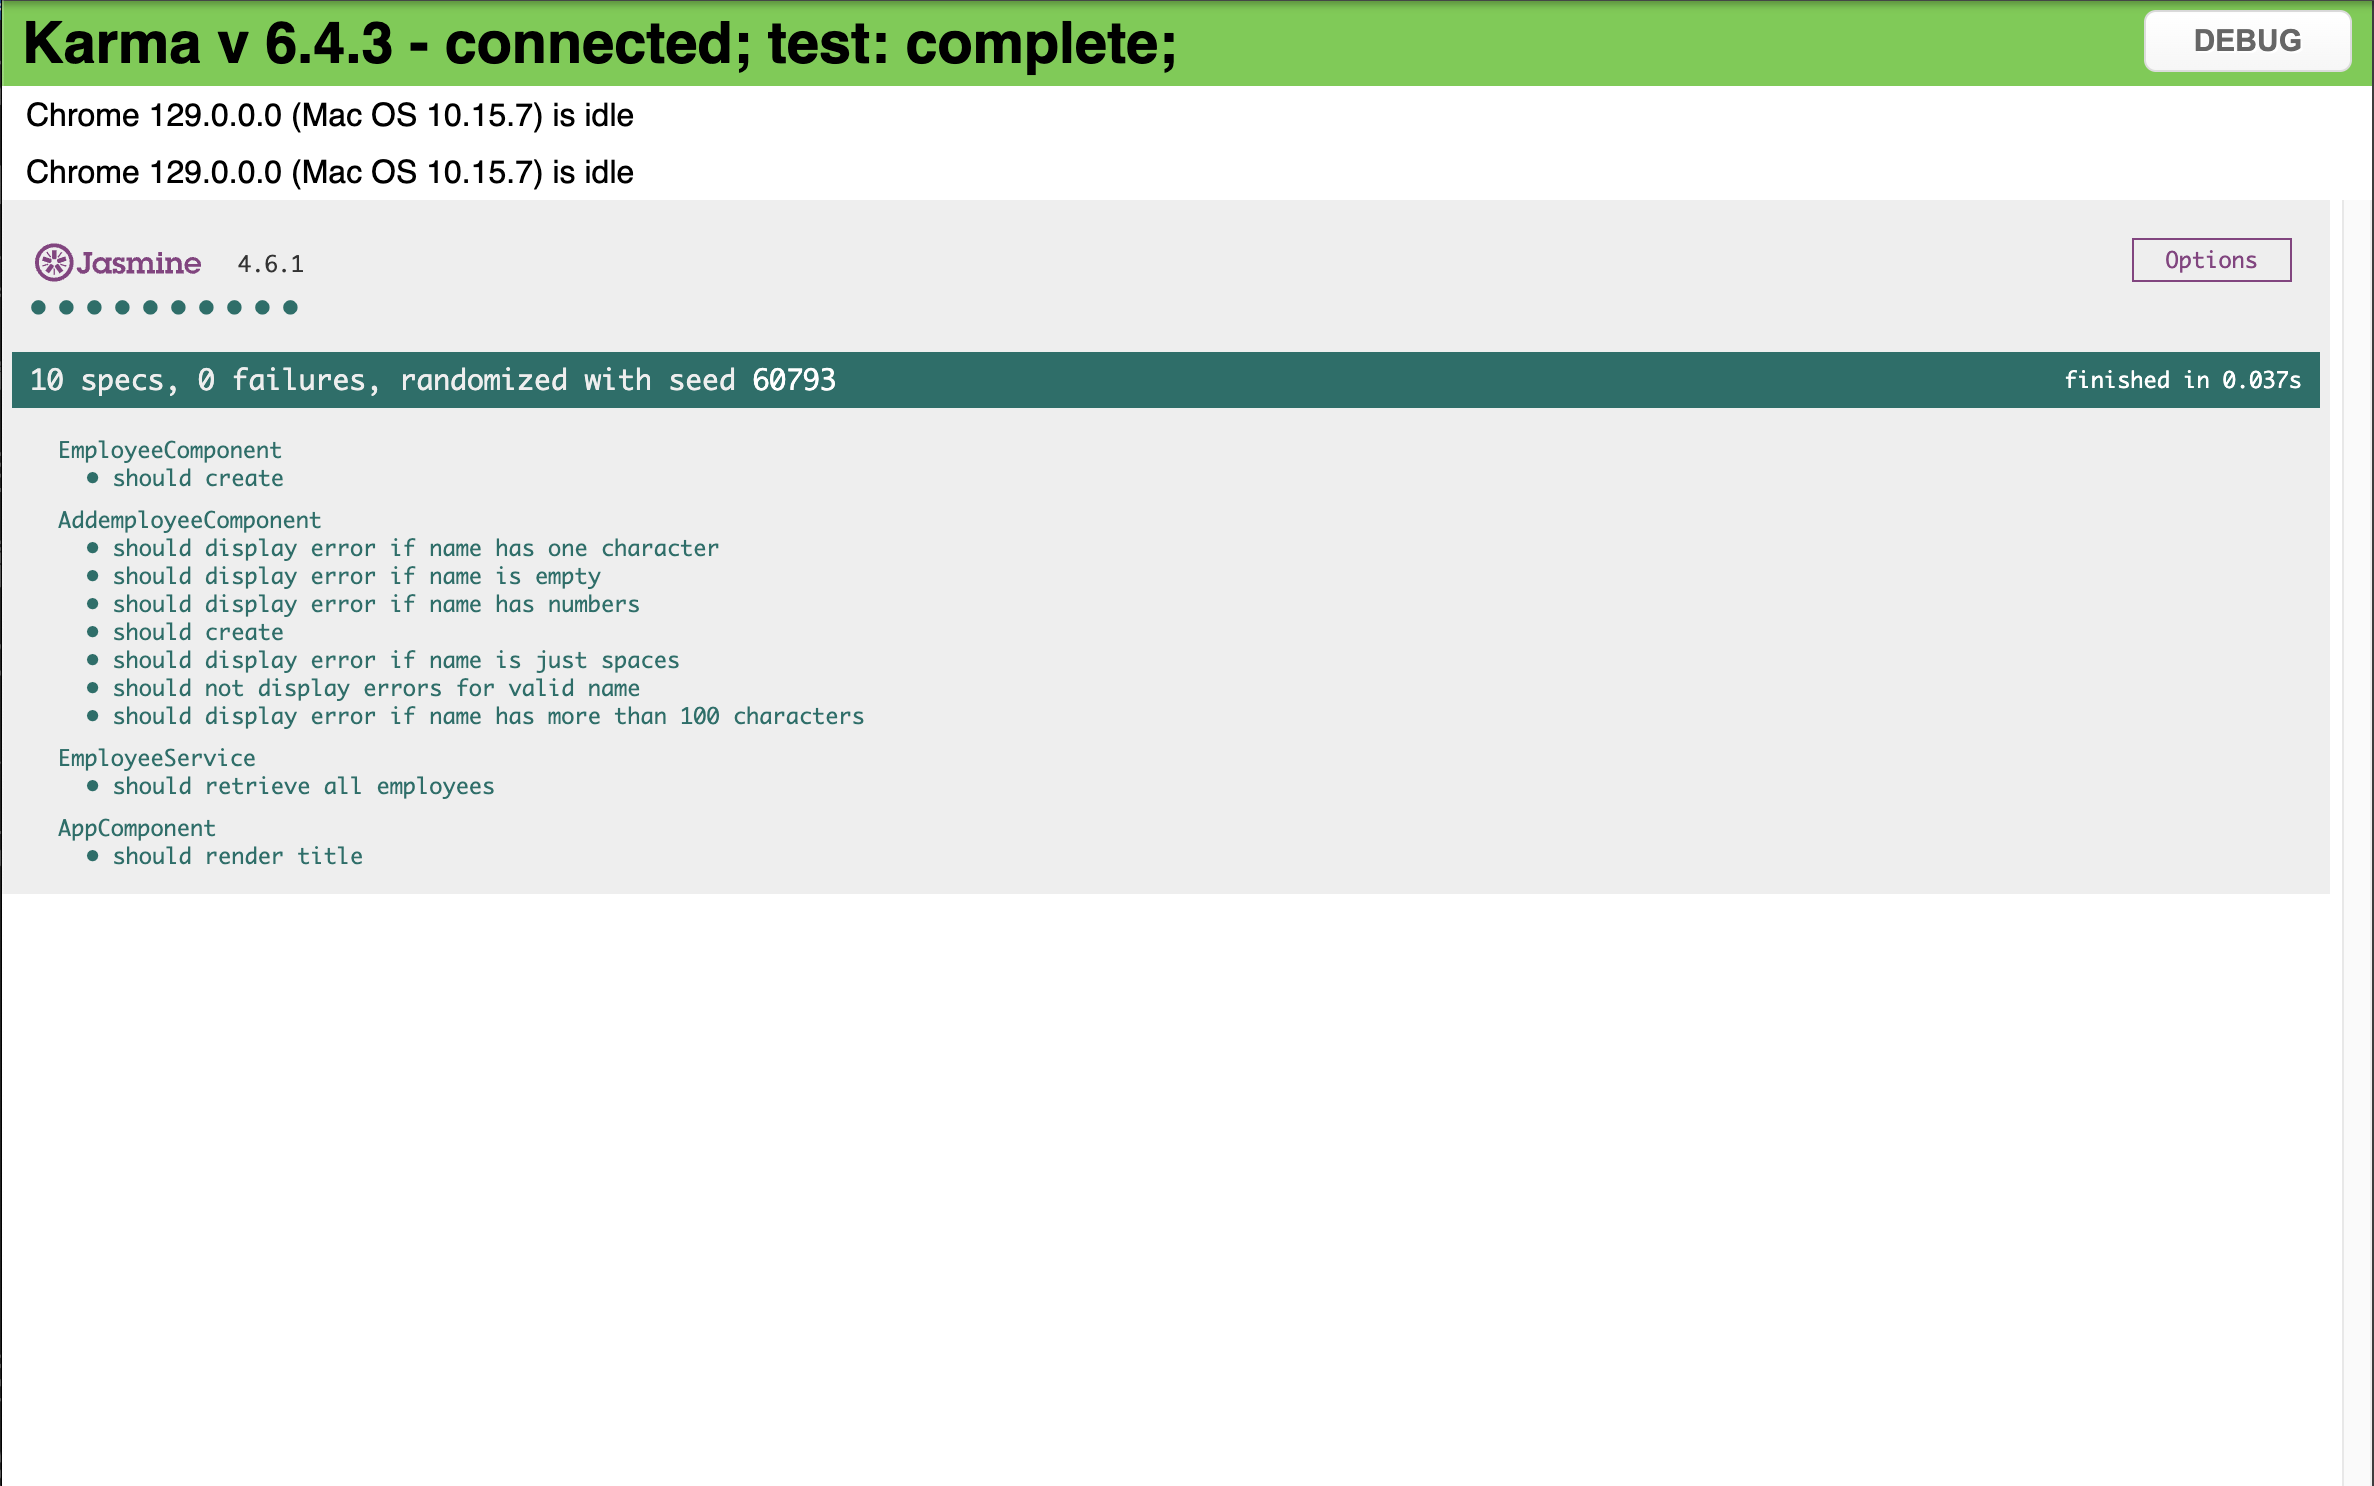 Karma v 6.4.3 - connected; test: complete;
DEBUG
Chrome 129.0.0.0 (Mac OS 10.15.7) is idle
Chrome 129.0.0.0 (Mac OS 10.15.7) is idle
Jasmine 4.6.1
Options
10 specs, 0 failures, randomized with seed 60793
finished in 0.037s
EmployeeComponent
• should create
AddemployeeComponent
• should display error if name has one character
• should display error if name is empty
• should display error if name has numbers
• should create
• should display error if name is just spaces
• should not display errors for valid name
• should display error if name has more than 100 characters
EmployeeService
• should retrieve all employees
AppComponent
• should render title